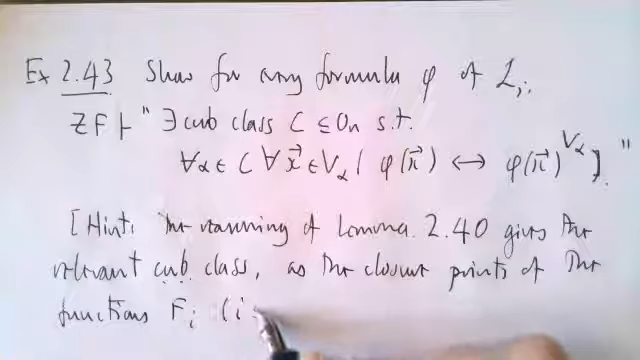 Ex 2.43 Show for any formula φ of L;.
ZF ⊢ " ∃ cub class C ⊆ On s.t.
∀α ∈ C ∀x⃗ ∈ Vα ( φ(x⃗) ↔ φ(x⃗)^Vα ) . "
[Hint: The reasoning of Lemma 2.40 gives the
relevant cub class, as the closure points of the
functions Fi (i